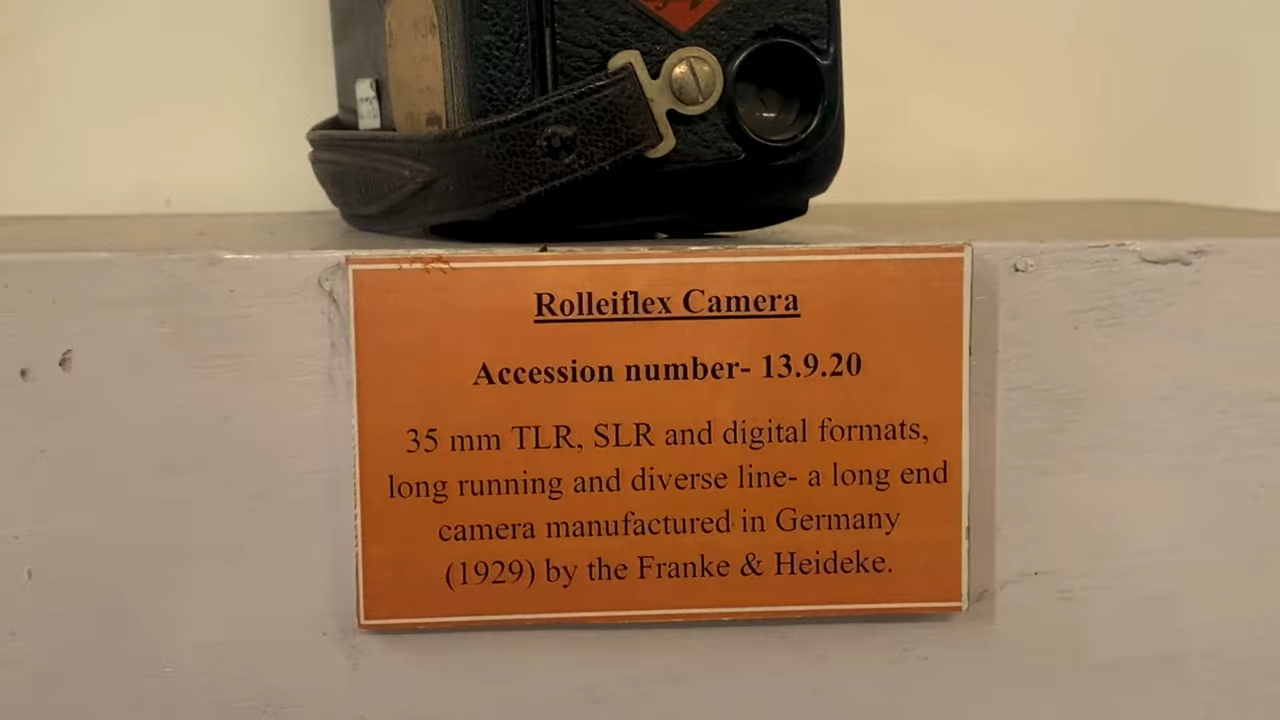 Rolleiflex Camera
Accession number- 13.9.20
35 mm TLR, SLR and digital formats,
long running and diverse line- a long end
camera manufactured in Germany
(1929) by the Franke & Heideke.